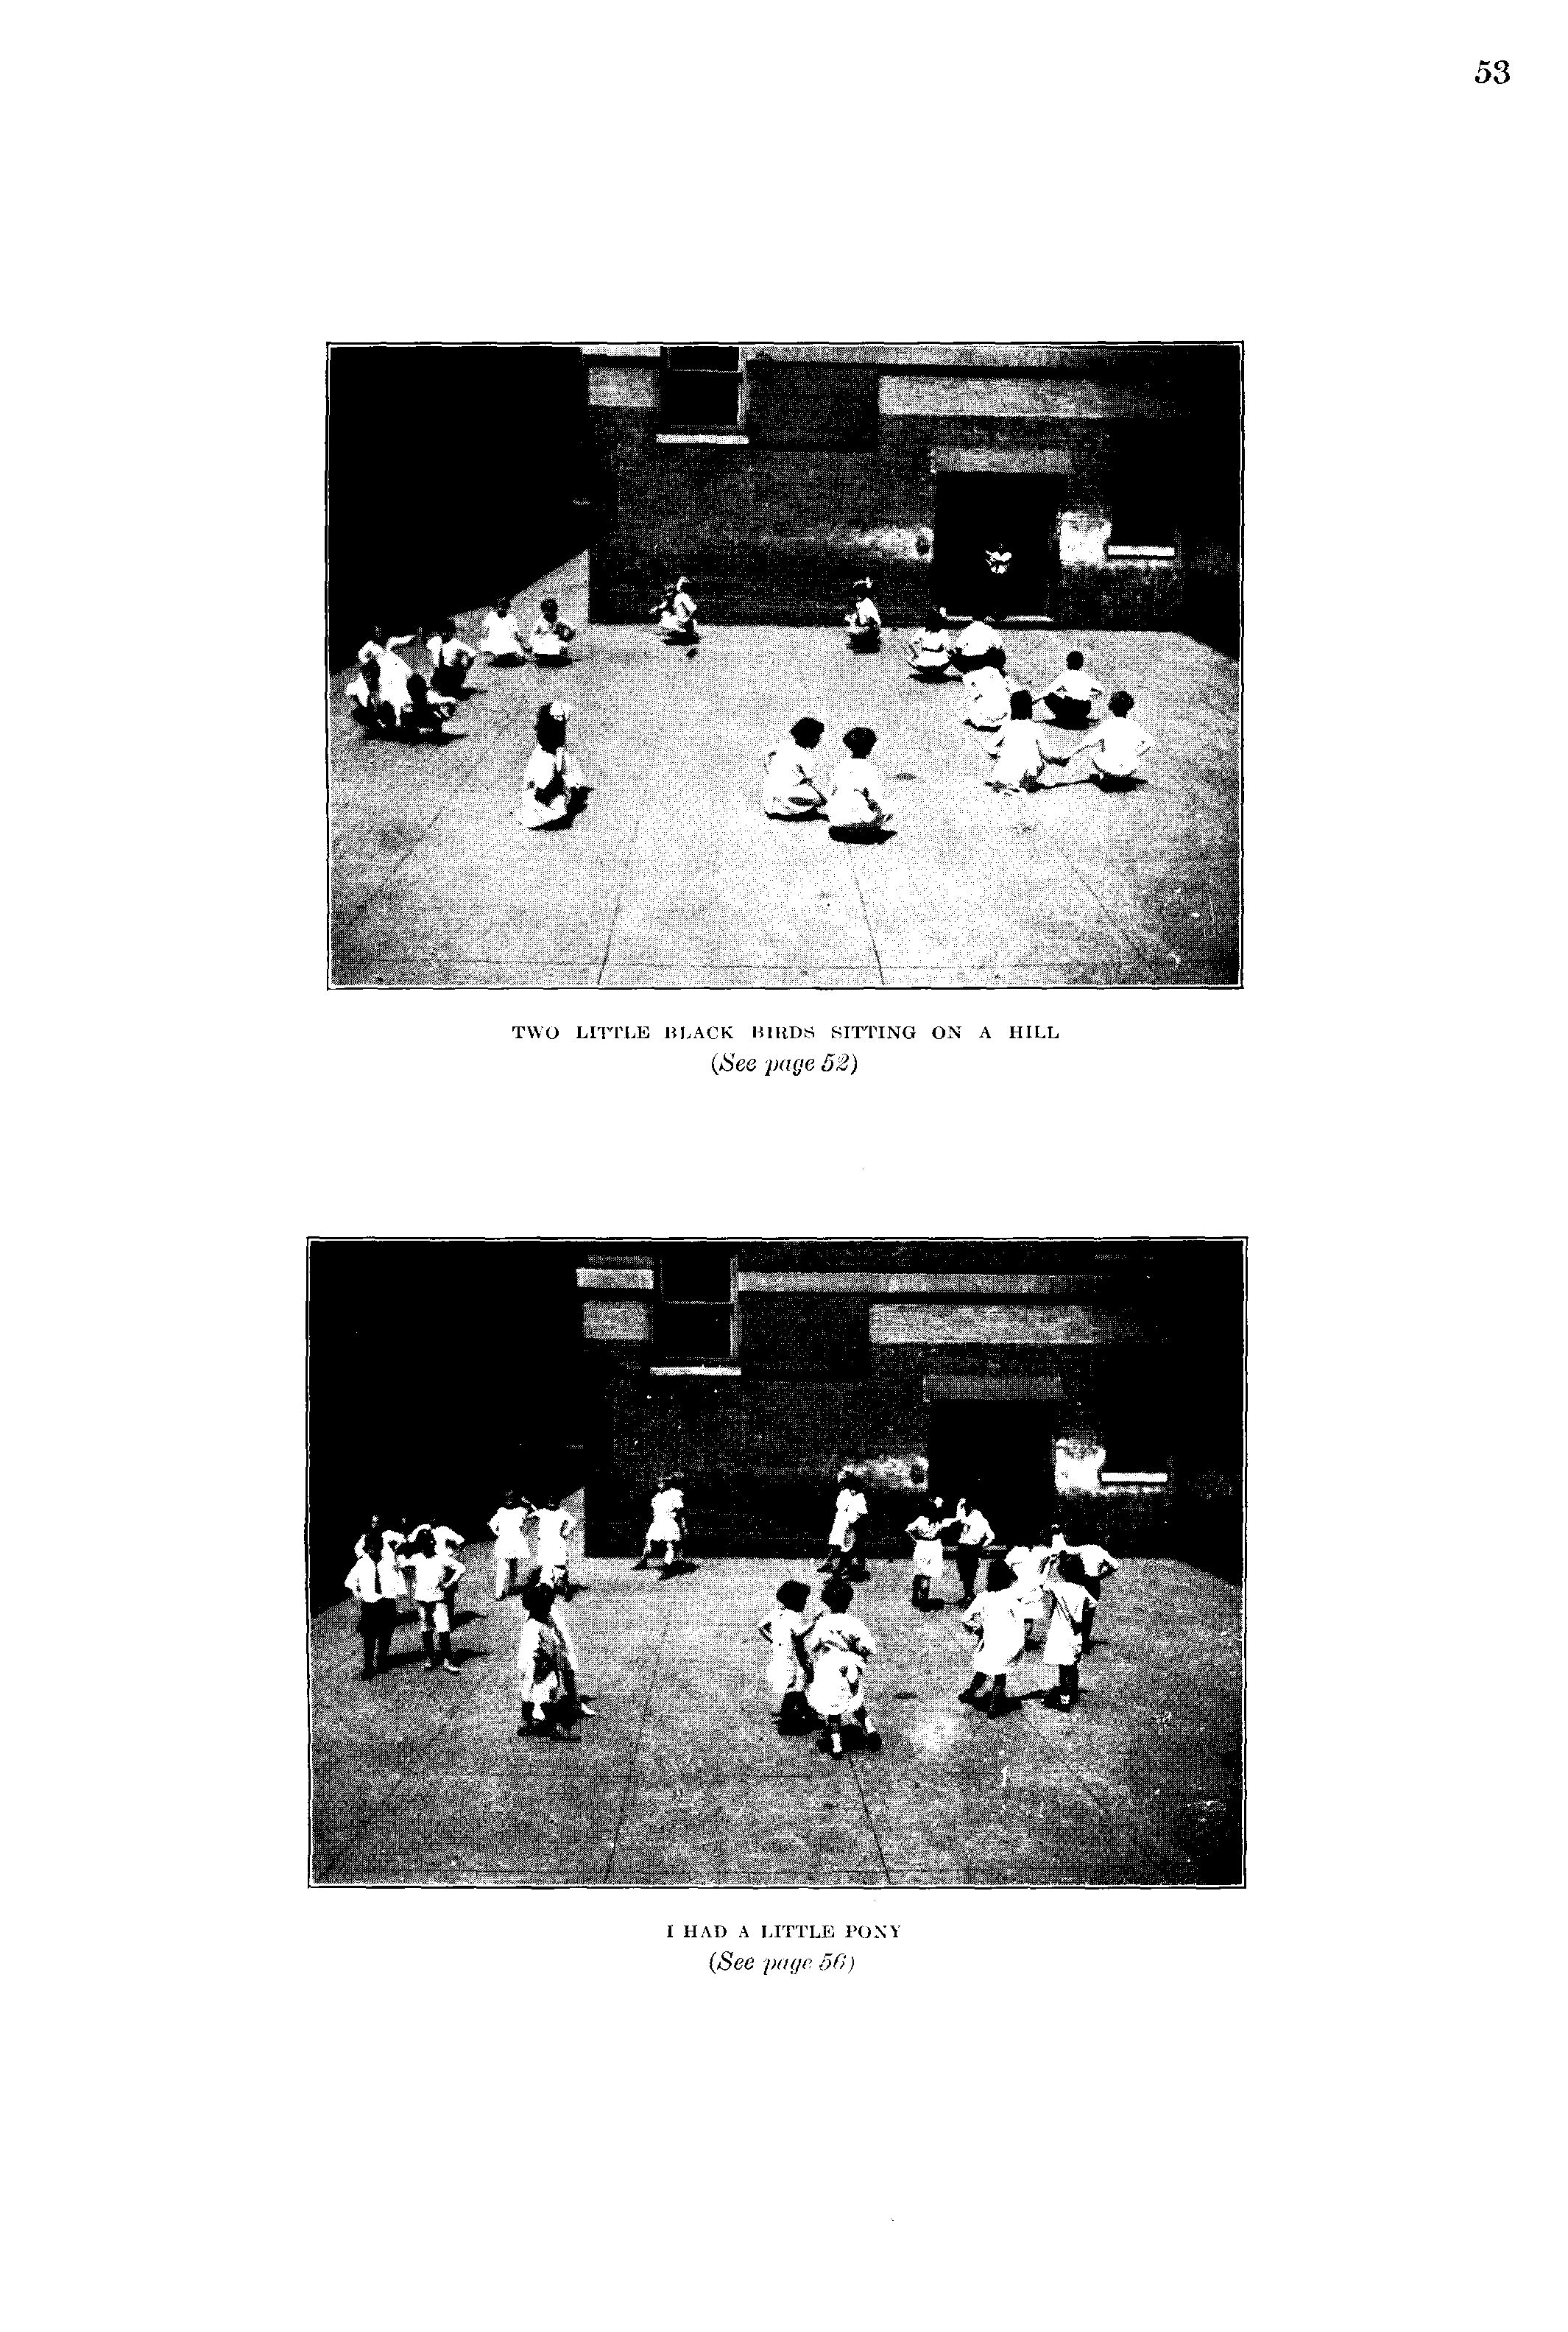 53
TWO LITTLE BLACK BIRDS SITTING ON A HILL
(See page 52)
I HAD A LITTLE PONY
(See page 56)